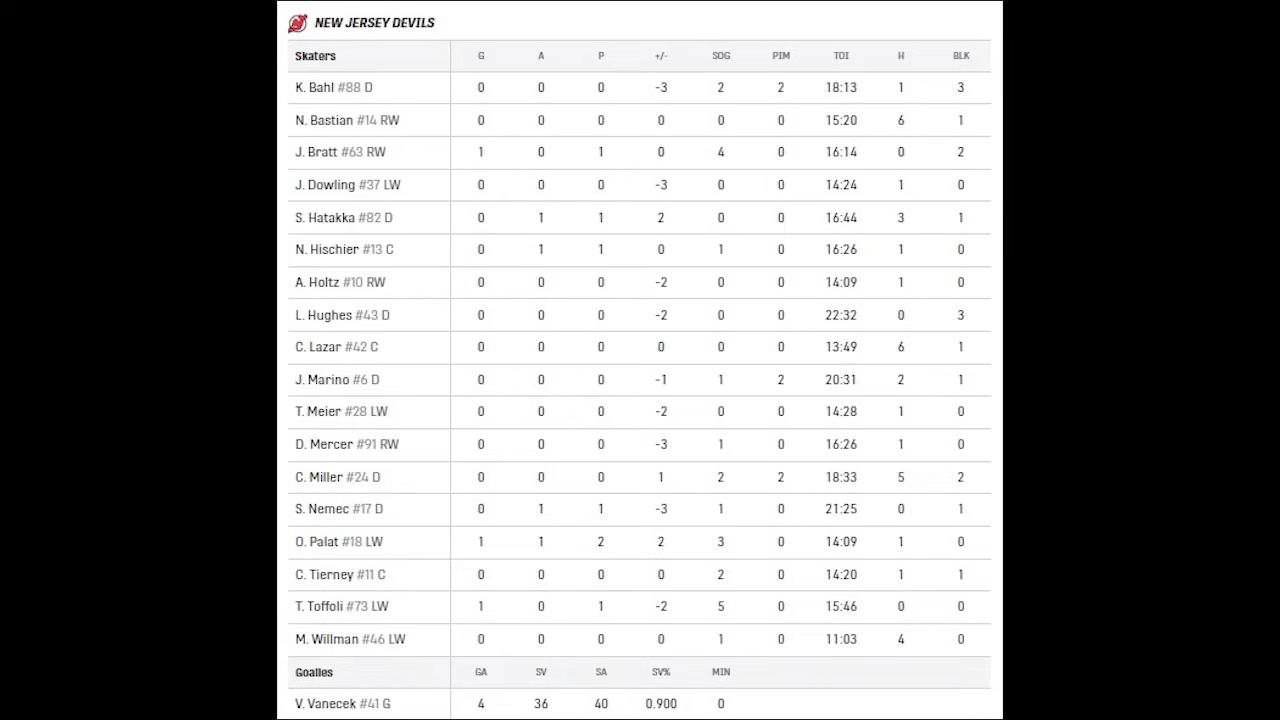 NEW JERSEY DEVILS
Skaters G A P +/- SOG PIM TOI H BLK
K. Bahl #88 D 0 0 0 -3 2 2 18:13 1 3
N. Bastian #14 RW 0 0 0 0 0 0 15:20 6 1
J. Bratt #63 RW 1 0 1 0 4 0 16:14 0 2
J. Dowling #37 LW 0 0 0 -3 0 0 14:24 1 0
S. Hatakka #82 D 0 1 1 2 0 0 16:44 3 1
N. Hischier #13 C 0 1 1 0 1 0 16:26 1 0
A. Holtz #10 RW 0 0 0 -2 0 0 14:09 1 0
L. Hughes #43 D 0 0 0 -2 0 0 22:32 0 3
C. Lazar #42 C 0 0 0 0 0 0 13:49 6 1
J. Marino #6 D 0 0 0 -1 1 2 20:31 2 1
T. Meier #28 LW 0 0 0 -2 0 0 14:28 1 0
D. Mercer #91 RW 0 0 0 -3 1 0 16:26 1 0
C. Miller #24 D 0 0 0 1 2 2 18:33 5 2
S. Nemec #17 D 0 1 1 -3 1 0 21:25 0 1
O. Palat #18 LW 1 1 2 2 3 0 14:09 1 0
C. Tierney #11 C 0 0 0 0 2 0 14:20 1 1
T. Toffoli #73 LW 1 0 1 -2 5 0 15:46 0 0
M. Willman #46 LW 0 0 0 0 1 0 11:03 4 0
Goalies GA SV SA SV% MIN
V. Vanecek #41 G 4 36 40 0.900 0